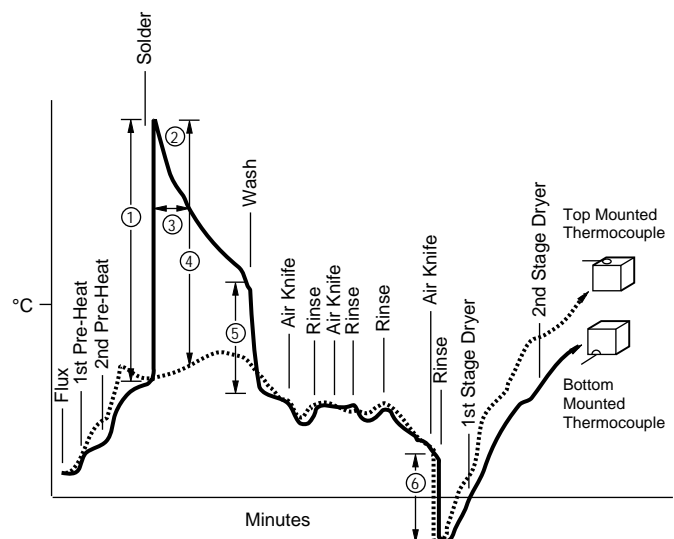 Solder
①
②
③
④
Wash
Top Mounted
Thermocouple
2nd Stage Dryer
°C
1st Pre-Heat
2nd Pre-Heat
Flux
⑤
Air Knife
Rinse
Air Knife
Rinse
Rinse
Air Knife
Rinse
1st Stage Dryer
Bottom
Mounted
Thermocouple
⑥
Minutes